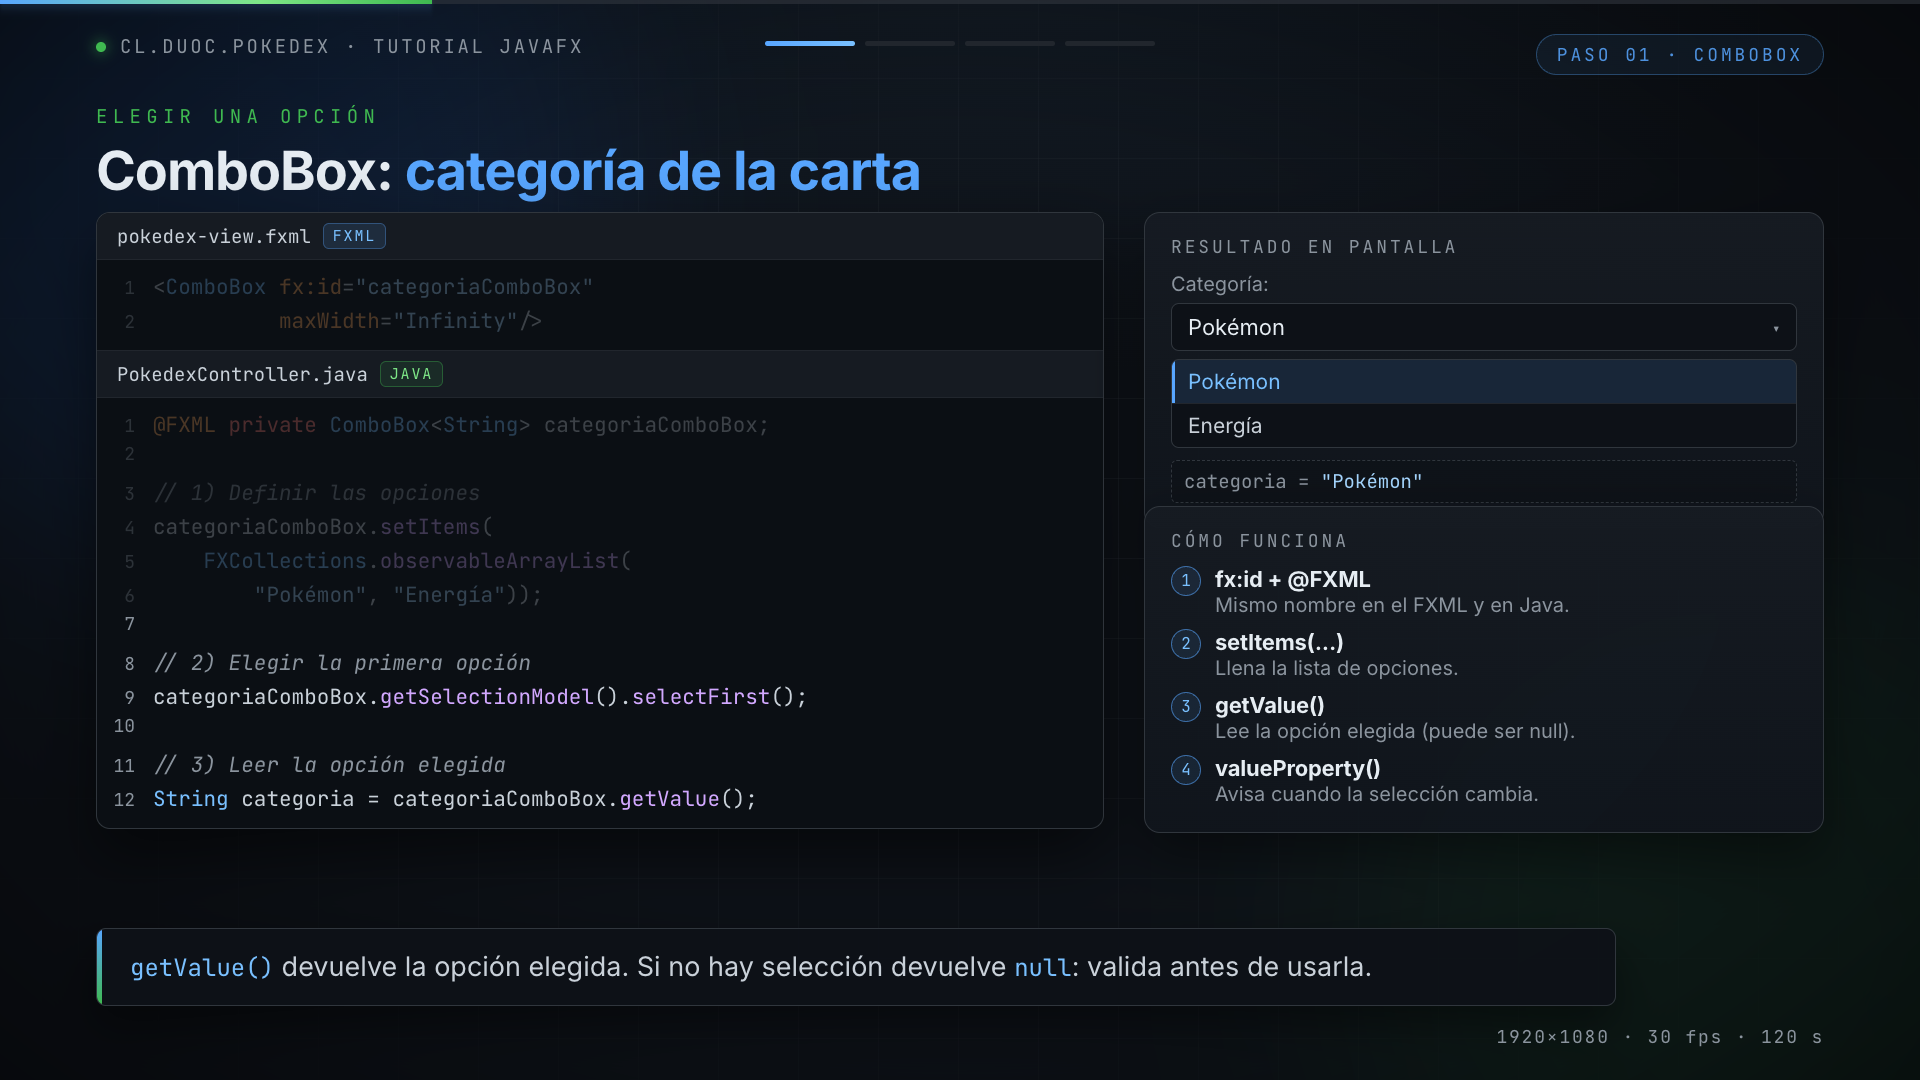 CL.DUOC.POKEDEX · TUTORIAL JAVAFX
PASO 01 · COMBOBOX
ELEGIR UNA OPCIÓN
ComboBox: categoría de la carta
pokedex-view.fxml FXML
1 <ComboBox fx:id="categoriaComboBox"
2 maxWidth="Infinity"/>
PokedexController.java JAVA
1 @FXML private ComboBox<String> categoriaComboBox;
2
3 // 1) Definir las opciones
4 categoriaComboBox.setItems(
5 FXCollections.observableArrayList(
6 "Pokémon", "Energía"));
7
8 // 2) Elegir la primera opción
9 categoriaComboBox.getSelectionModel().selectFirst();
10
11 // 3) Leer la opción elegida
12 String categoria = categoriaComboBox.getValue();
RESULTADO EN PANTALLA
Categoría:
Pokémon ▾
Pokémon
Energía
categoria = "Pokémon"
CÓMO FUNCIONA
1 fx:id + @FXML
Mismo nombre en el FXML y en Java.
2 setItems(...)
Llena la lista de opciones.
3 getValue()
Lee la opción elegida (puede ser null).
4 valueProperty()
Avisa cuando la selección cambia.
getValue() devuelve la opción elegida. Si no hay selección devuelve null: valida antes de usarla.
1920×1080 · 30 fps · 120 s